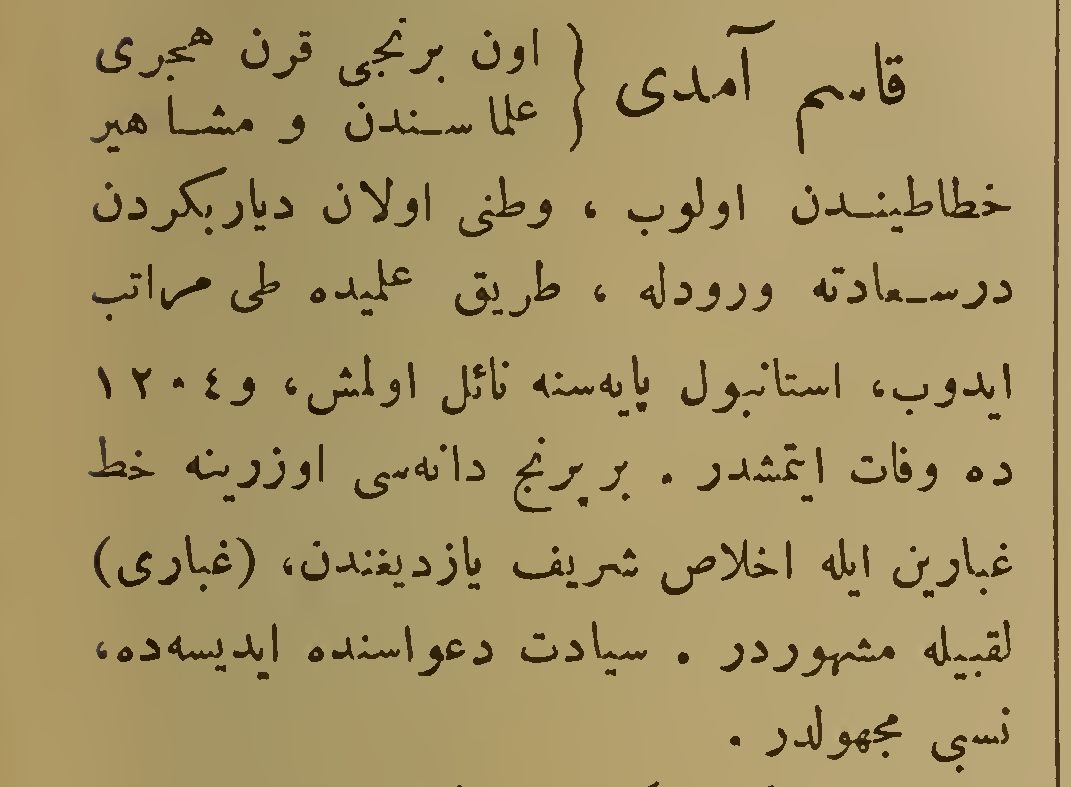 قاسم آمدی { اون برنجی قرن هجری
علماسندن و مشاهیر
خطاطیندن اولوب ، وطنی اولان دیاربکردن
درسعادته ورودله ، طریق علمیده طی مراتب
ایدوب، استانبول پایه‌سنه نائل اولمش، و ١٢٠٤
ده وفات ایتمشدر . بر پرنج دانه‌سی اوزرینه خط
غبارین ایله اخلاص شریف یازدیغندن، (غباری)
لقبیله مشهوردر . سیادت دعواسنده ایدیسه‌ده،
نسبی مجهولدر .